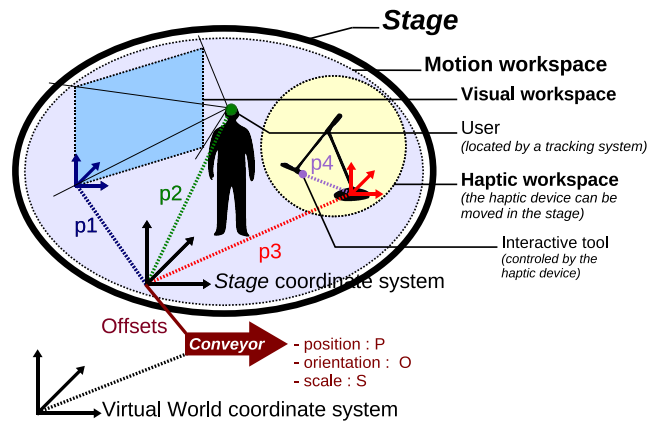 Stage
Motion workspace
Visual workspace
User
(located by a tracking system)
p4
p2
Haptic workspace
(the haptic device can be
moved in the stage)
p1
p3
Interactive tool
(controled by the
haptic device)
Stage coordinate system
Offsets
Conveyor
- position : P
- orientation : O
- scale : S
Virtual World coordinate system